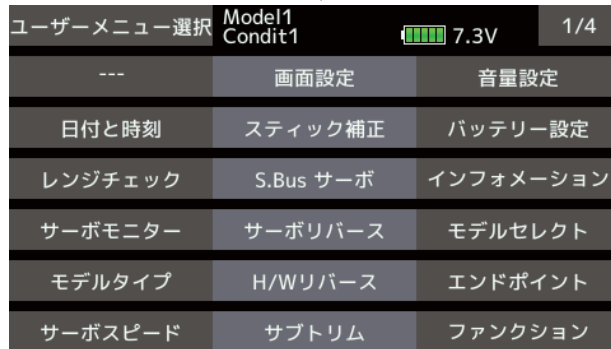 ユーザーメニュー選択
Model1
Condit1
7.3V
1/4
--- 画面設定 音量設定
日付と時刻 スティック補正 バッテリー設定
レンジチェック S.Bus サーボ インフォメーション
サーボモニター サーボリバース モデルセレクト
モデルタイプ H/Wリバース エンドポイント
サーボスピード サブトリム ファンクション